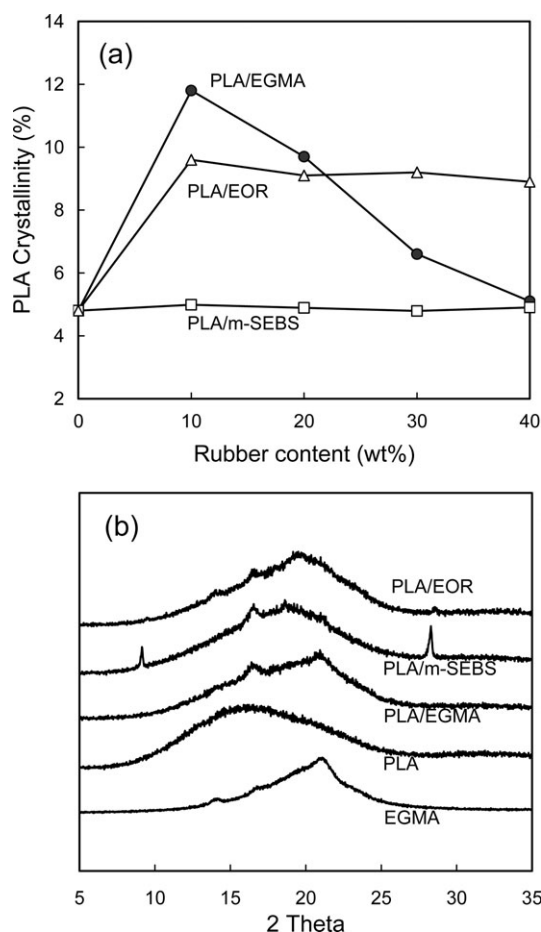 (a)
14
12
10
8
6
4
2
PLA Crystallinity (%)
PLA/EGMA
PLA/EOR
PLA/m-SEBS
0 10 20 30 40
Rubber content (wt%)
(b)
PLA/EOR
PLA/m-SEBS
PLA/EGMA
PLA
EGMA
5 10 15 20 25 30 35
2 Theta